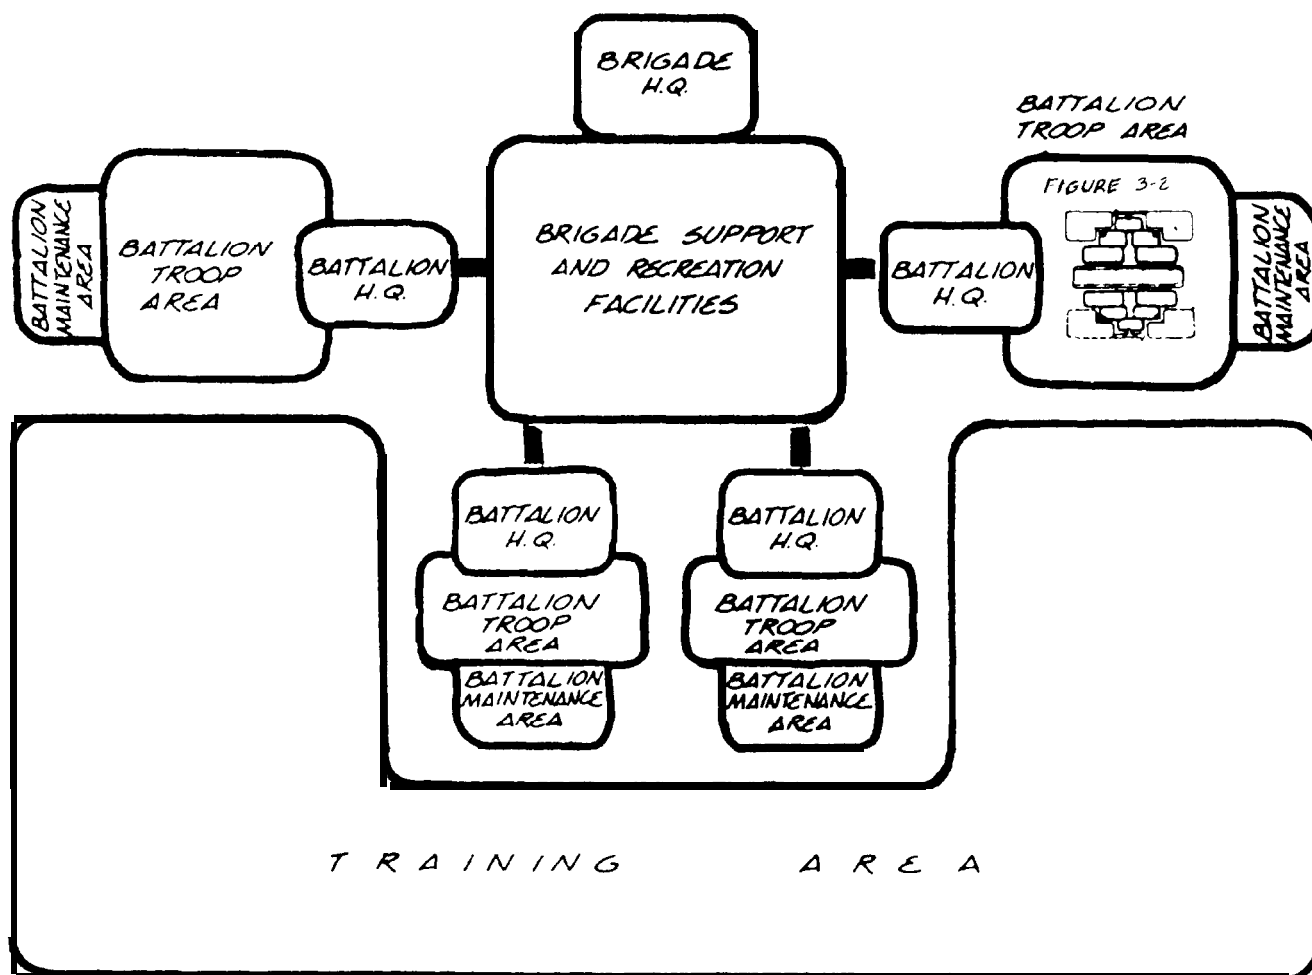 BRIGADE
H.Q.
BATTALION
TROOP AREA
FIGURE 3-2
BATTALION
MAINTENANCE
AREA
BATTALION
TROOP
AREA
BATTALION
H.Q.
BRIGADE SUPPORT
AND RECREATION
FACILITIES
BATTALION
H.Q.
BATTALION
MAINTENANCE
AREA
BATTALION
H.Q.
BATTALION
TROOP
AREA
BATTALION
MAINTENANCE
AREA
BATTALION
H.Q.
BATTALION
TROOP
AREA
BATTALION
MAINTENANCE
AREA
TRAINING AREA